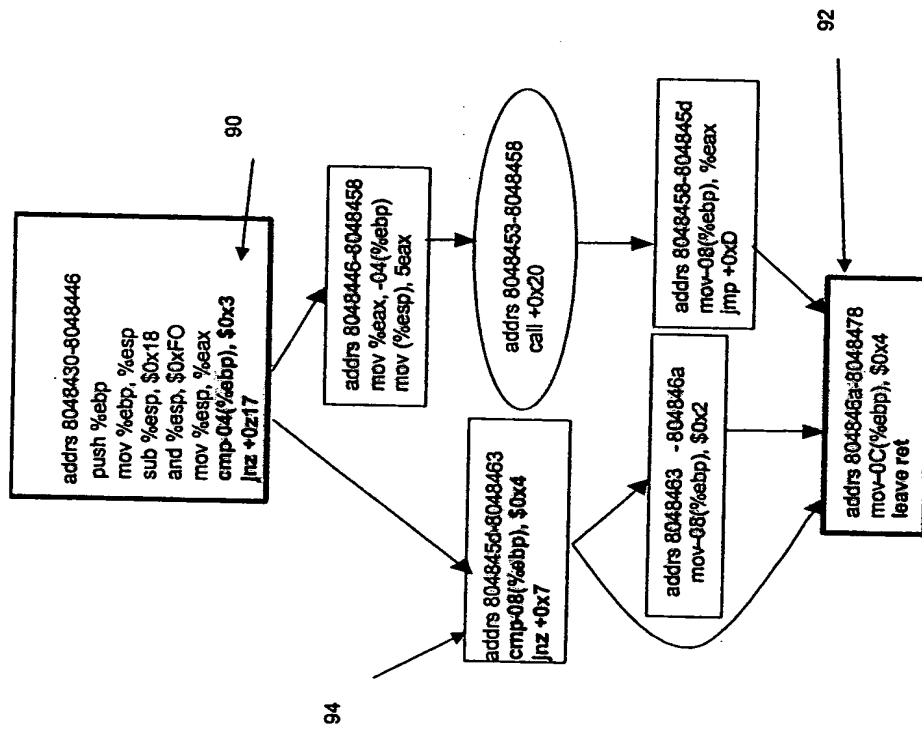 90
addrs 8048430-8048446
push %ebp
mov %ebp, %esp
sub %esp, $0x18
and %esp, $0xFO
mov %esp, %eax
cmp-04(%ebp), $0x3
jnz +0z17
addrs 8048446-8048458
mov %eax, -04(%ebp)
mov (%esp), 5eax
addrs 8048453-8048458
call +0x20
94
addrs 804845d-8048463
cmp-08(%ebp), $0x4
jnz +0x7
addrs 8048463 - 804846a
mov-08(%ebp), $0x2
addrs 8048458-804845d
mov-08(%ebp), %eax
jmp +0xD
92
addrs 804846a-8048478
mov-0C(%ebp), $0x4
leave ret